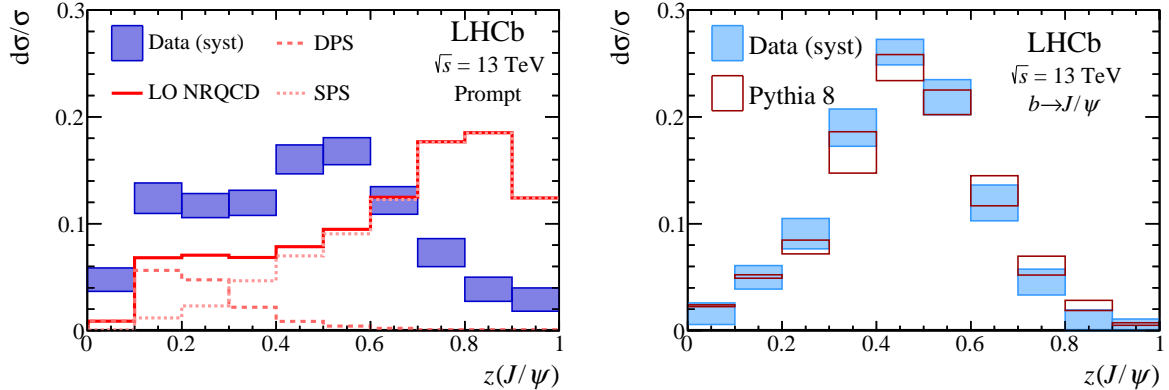 dσ/σ
0.3
0.2
0.1
0
Data (syst)
DPS
LO NRQCD
SPS
LHCb
√s = 13 TeV
Prompt
0 0.2 0.4 0.6 0.8 1
z(J/ψ)
dσ/σ
0.3
0.2
0.1
0
Data (syst)
Pythia 8
LHCb
√s = 13 TeV
b→J/ψ
0 0.2 0.4 0.6 0.8 1
z(J/ψ)